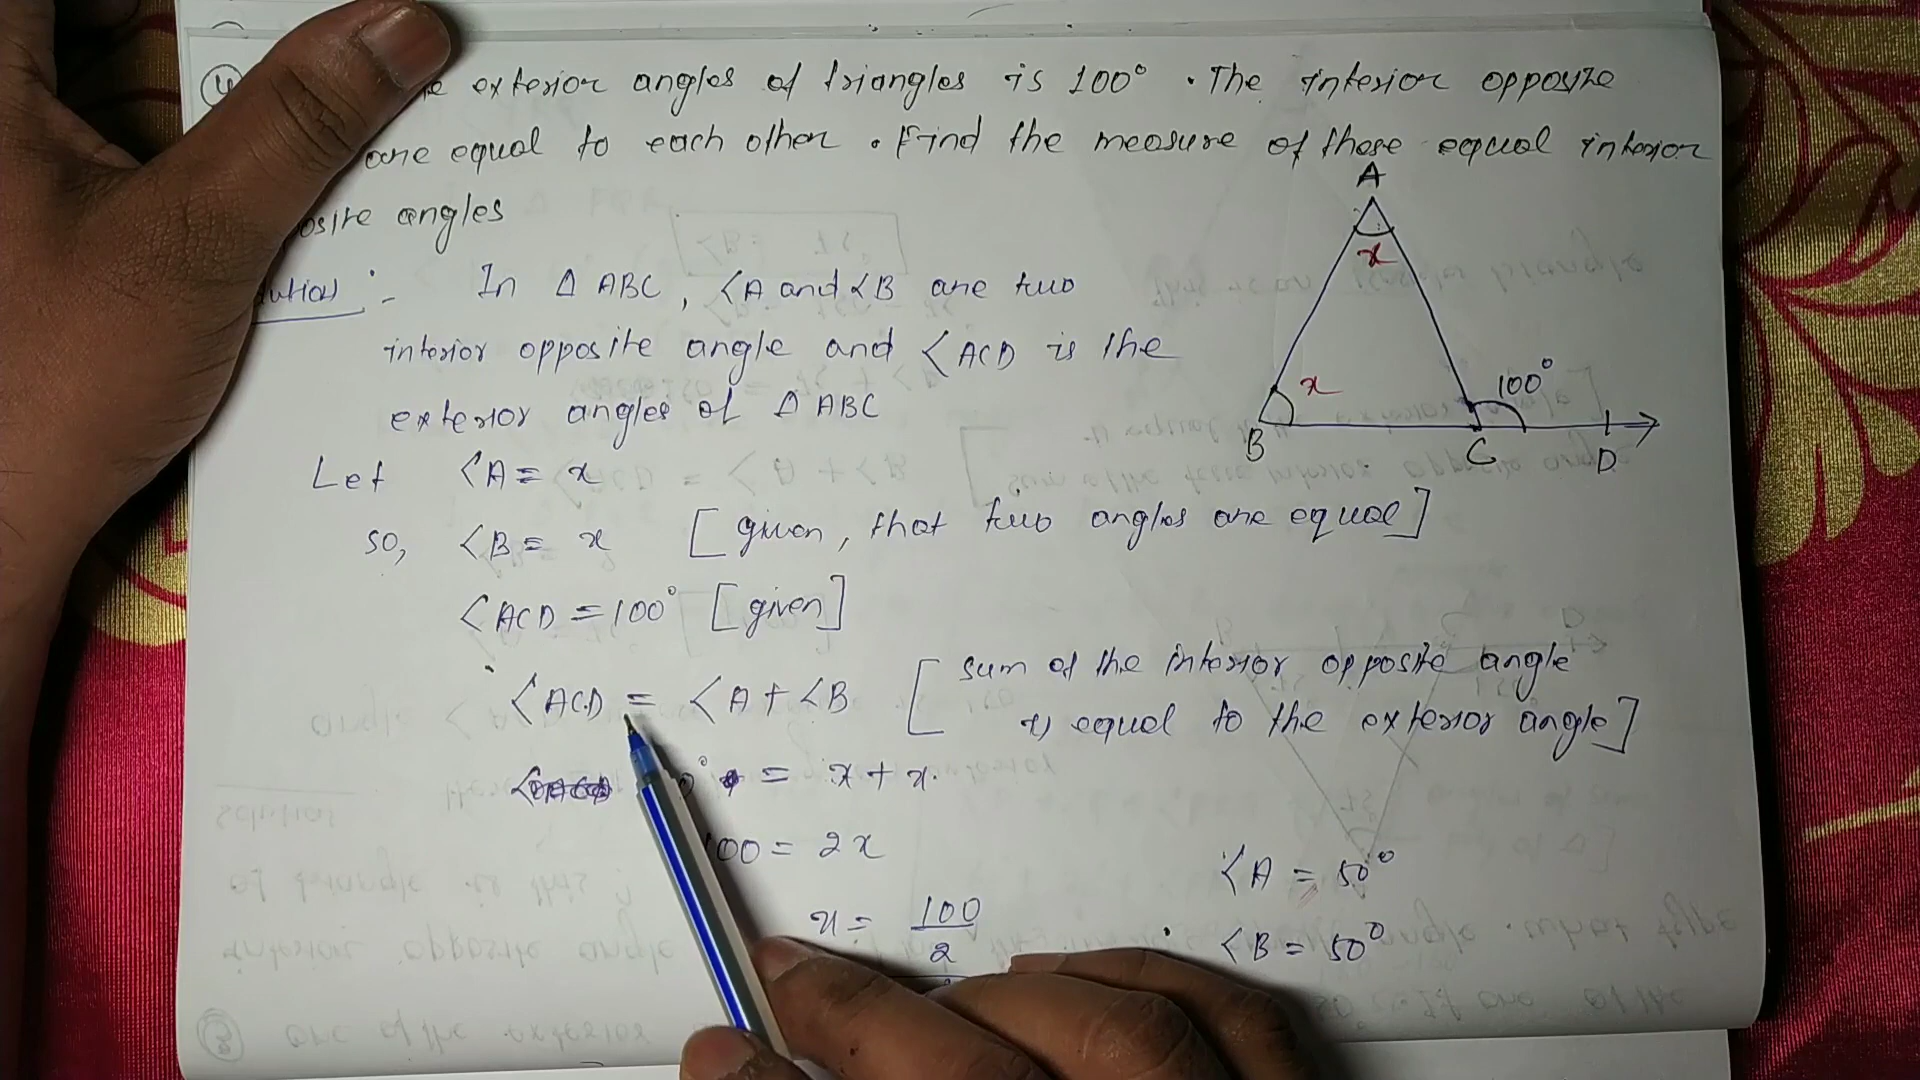 ④ exterior angles of triangles is 100°. The interior opposite
are equal to each other. Find the measure of those equal interior
angles
In Δ ABC, <A and <B are two
interior opposite angle and <ACD is the
exterior angles of Δ ABC
Let <A = x
so, <B = x [given, that two angles are equal]
<ACD = 100° [given]
<ACD = <A + <B [sum of the interior opposite angle
is equal to the exterior angle]
= x + x.
100 = 2x
x = 100/2
<A = 50°
<B = 50°
A
x
x
100°
B
C
D